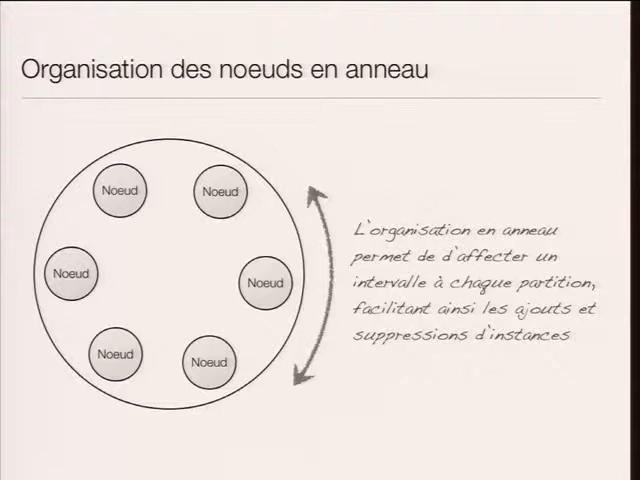 Organisation des noeuds en anneau
Noeud
Noeud
Noeud
Noeud
Noeud
Noeud
L'organisation en anneau
permet de d'affecter un
intervalle à chaque partition,
facilitant ainsi les ajouts et
suppressions d'instances